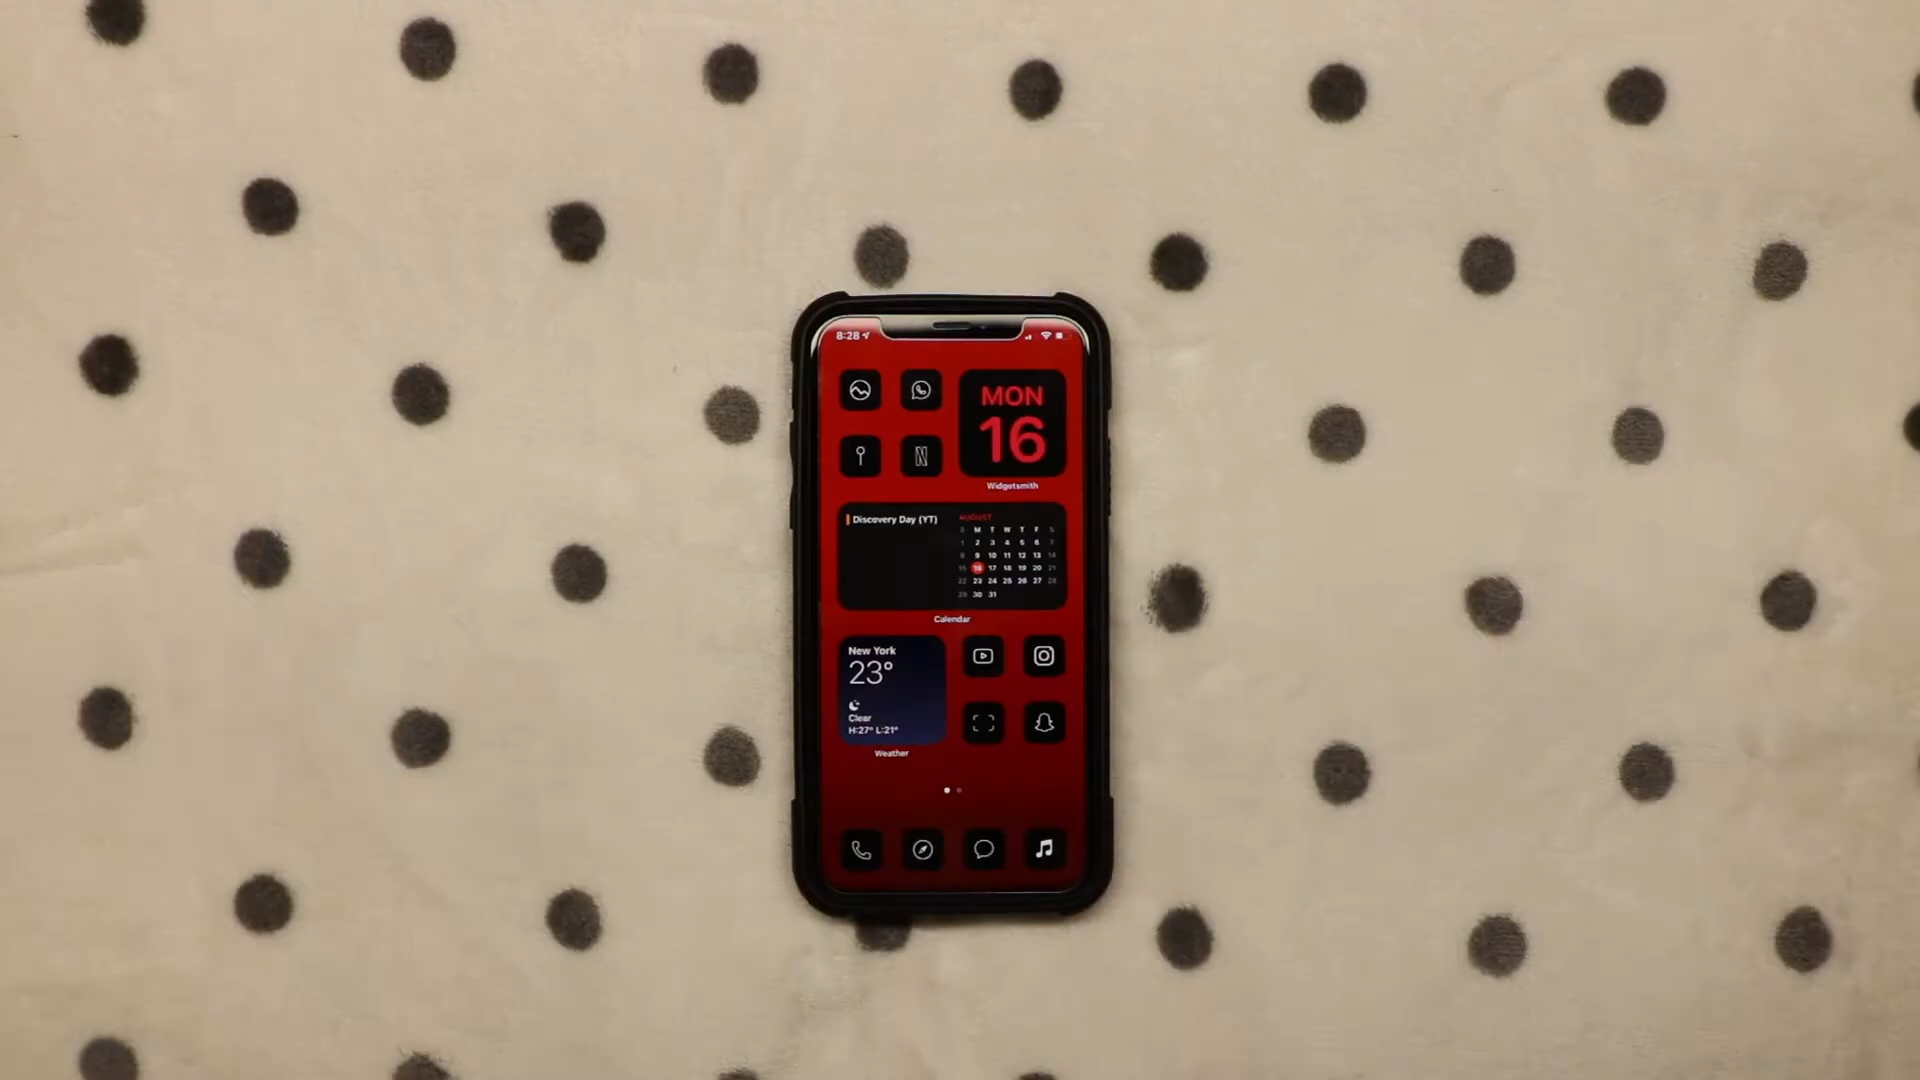 8:28
MON
16
Widgetsmith
Discovery Day (YT)
AUGUST
S M T W T F S
1 2 3 4 5 6 7
8 9 10 11 12 13 14
15 16 17 18 19 20 21
22 23 24 25 26 27 28
29 30 31
Calendar
New York
23°
Clear
H:27° L:21°
Weather